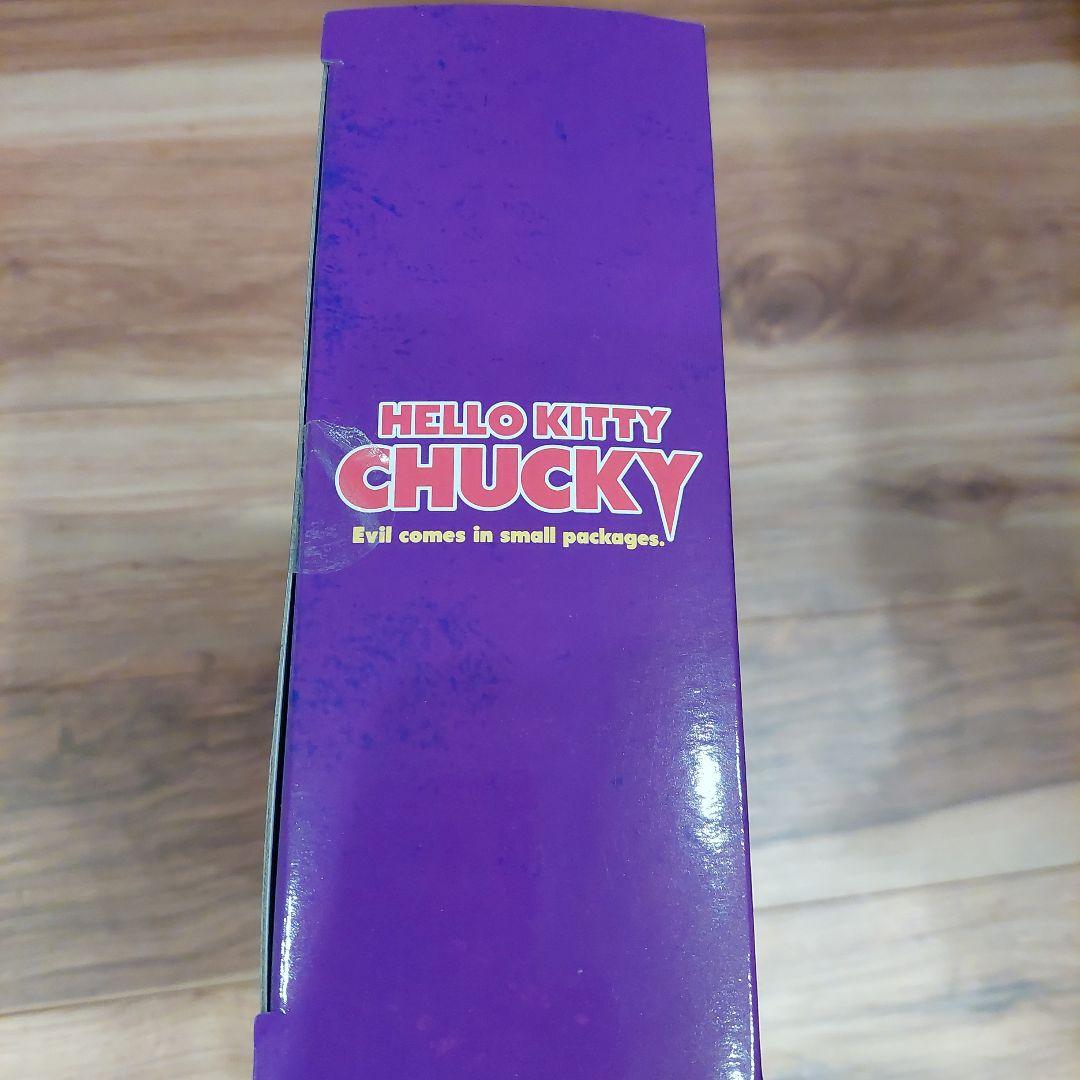 HELLO KITTY
CHUCKY
Evil comes in small packages.